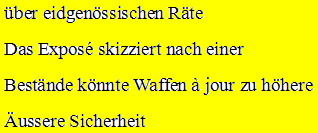 über eidgenössischen Räte
Das Exposé skizziert nach einer
Bestände könnte Waffen à jour zu höhere
Äussere Sicherheit